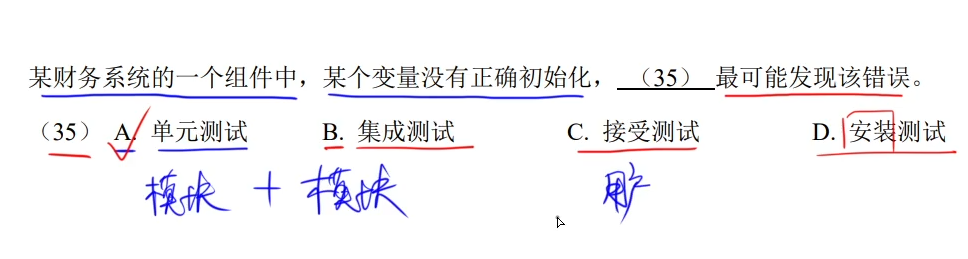 某财务系统的一个组件中，某个变量没有正确初始化，（35）最可能发现该错误。
（35） A. 单元测试 B. 集成测试 C. 接受测试 D. 安装测试
模块 + 模块 用户